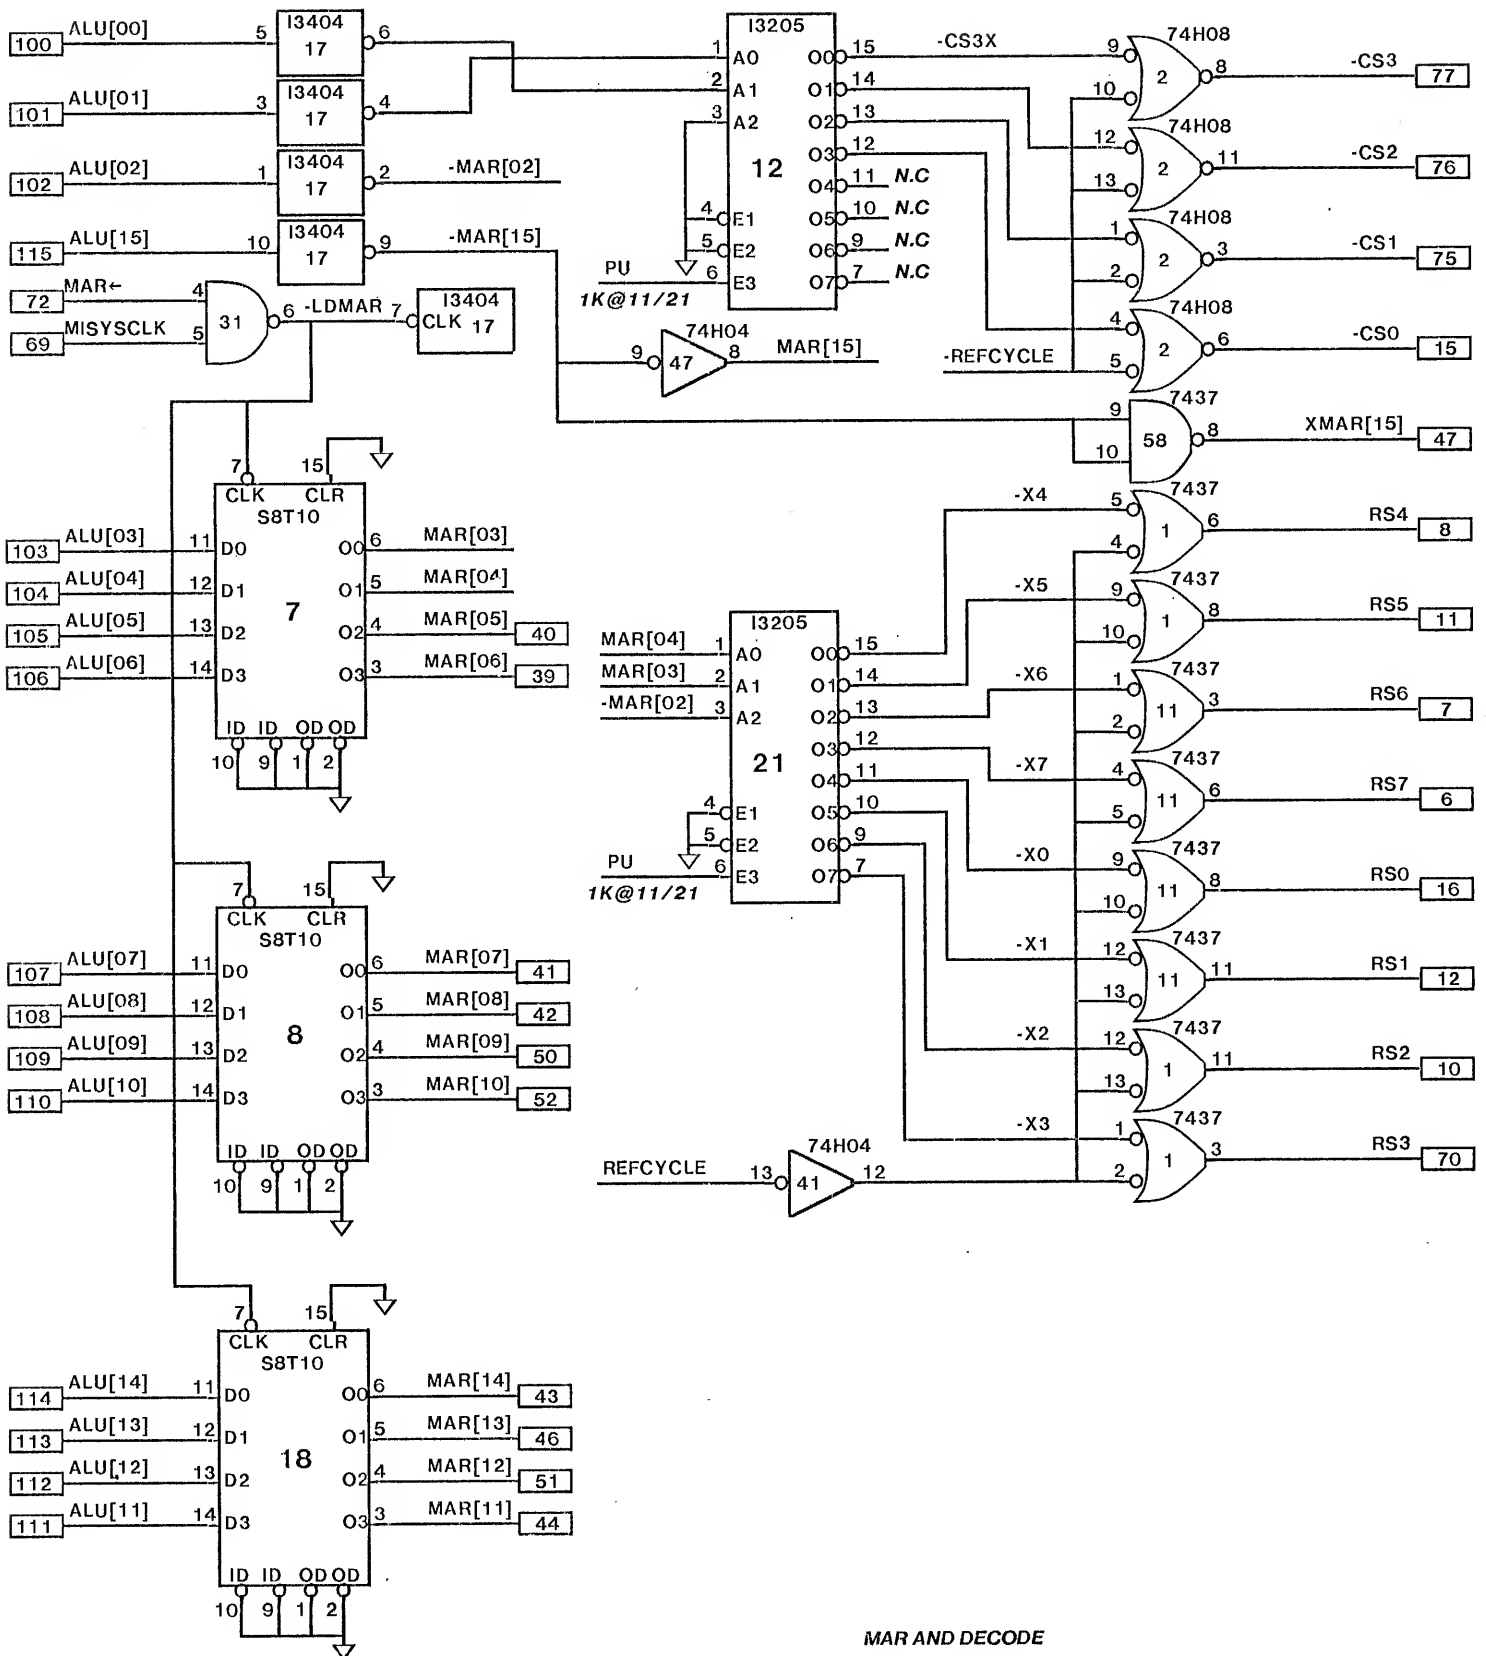 100 ALU[00] 5 I3404 17 6
101 ALU[01] 3 I3404 17 4
102 ALU[02] 1 I3404 17 2 -MAR[02]
115 ALU[15] 10 I3404 17 9 -MAR[15]
72 MAR← 4
69 MISYSCLK 5
31 6 -LDMAR 7 CLK I3404 17
I3205
12
1 A0 O0 15 -CS3X
2 A1 O1 14
3 A2 O2 13
O3 12
O4 11 N.C
4 E1 O5 10 N.C
5 E2 O6 9 N.C
PU 6 E3 O7 7 N.C
1K@11/21
74H08 9 10 2 8 -CS3 77
74H08 12 13 2 11 -CS2 76
74H08 1 2 2 3 -CS1 75
74H08 4 5 2 6 -CS0 15
-REFCYCLE
74H04 9 47 8 MAR[15]
7437 9 10 58 8 XMAR[15] 47
7 15
CLK CLR
S8T10
7
103 ALU[03] 11 D0 O0 6 MAR[03]
104 ALU[04] 12 D1 O1 5 MAR[04]
105 ALU[05] 13 D2 O2 4 MAR[05] 40
106 ALU[06] 14 D3 O3 3 MAR[06] 39
ID ID OD OD
10 9 1 2
I3205
21
MAR[04] 1 A0 O0 15
MAR[03] 2 A1 O1 14
-MAR[02] 3 A2 O2 13
O3 12
O4 11
4 E1 O5 10
5 E2 O6 9
PU 6 E3 O7 7
1K@11/21
-X4 5 4 7437 1 6 RS4 8
-X5 9 10 7437 1 8 RS5 11
-X6 1 2 7437 11 3 RS6 7
-X7 4 5 7437 11 6 RS7 6
-X0 9 10 7437 11 8 RS0 16
-X1 12 13 7437 11 11 RS1 12
-X2 12 13 7437 1 11 RS2 10
-X3 1 2 7437 1 3 RS3 70
REFCYCLE 13 74H04 41 12
7 15
CLK CLR
S8T10
8
107 ALU[07] 11 D0 O0 6 MAR[07] 41
108 ALU[08] 12 D1 O1 5 MAR[08] 42
109 ALU[09] 13 D2 O2 4 MAR[09] 50
110 ALU[10] 14 D3 O3 3 MAR[10] 52
ID ID OD OD
10 9 1 2
7 15
CLK CLR
S8T10
18
114 ALU[14] 11 D0 O0 6 MAR[14] 43
113 ALU[13] 12 D1 O1 5 MAR[13] 46
112 ALU[12] 13 D2 O2 4 MAR[12] 51
111 ALU[11] 14 D3 O3 3 MAR[11] 44
ID ID OD OD
10 9 1 2
MAR AND DECODE